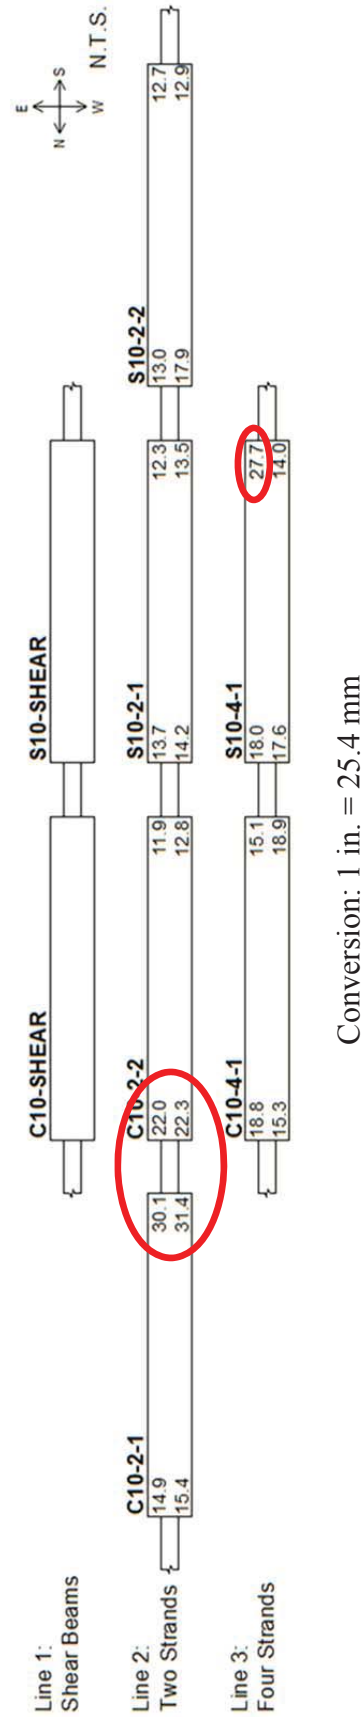 E
N S
W
N.T.S.
Line 1:
Shear Beams
C10-SHEAR
S10-SHEAR
Line 2:
Two Strands
C10-2-1
14.9
15.4
30.1
31.4
C10-2-2
22.0
22.3
11.9
12.8
S10-2-1
13.7
14.2
12.3
13.5
S10-2-2
13.0
17.9
12.7
12.9
Line 3:
Four Strands
C10-4-1
18.8
15.3
15.1
18.9
S10-4-1
18.0
17.6
27.7
14.0
Conversion: 1 in. = 25.4 mm